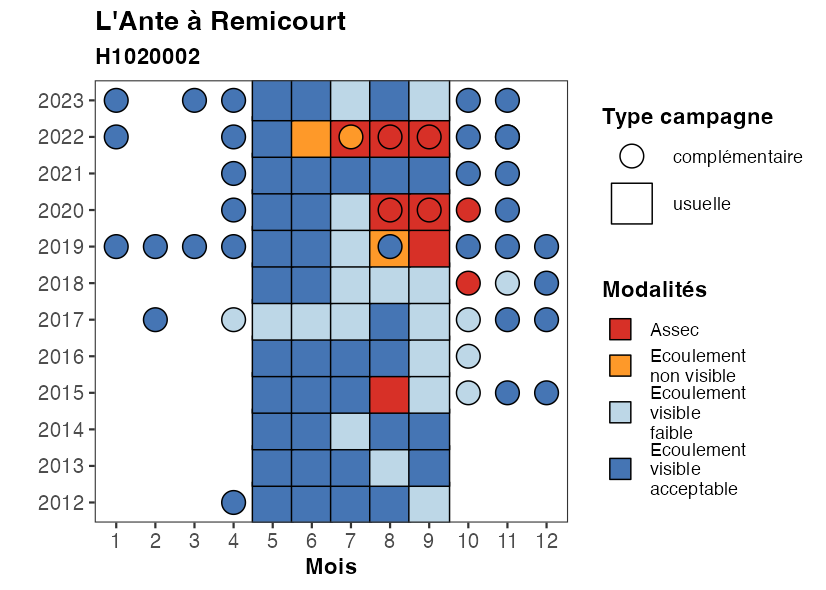 L'Ante à Remicourt
H1020002
2023
2022
2021
2020
2019
2018
2017
2016
2015
2014
2013
2012
1 2 3 4 5 6 7 8 9 10 11 12
Mois
Type campagne
complémentaire
usuelle
Modalités
Assec
Ecoulement
non visible
Ecoulement
visible
faible
Ecoulement
visible
acceptable